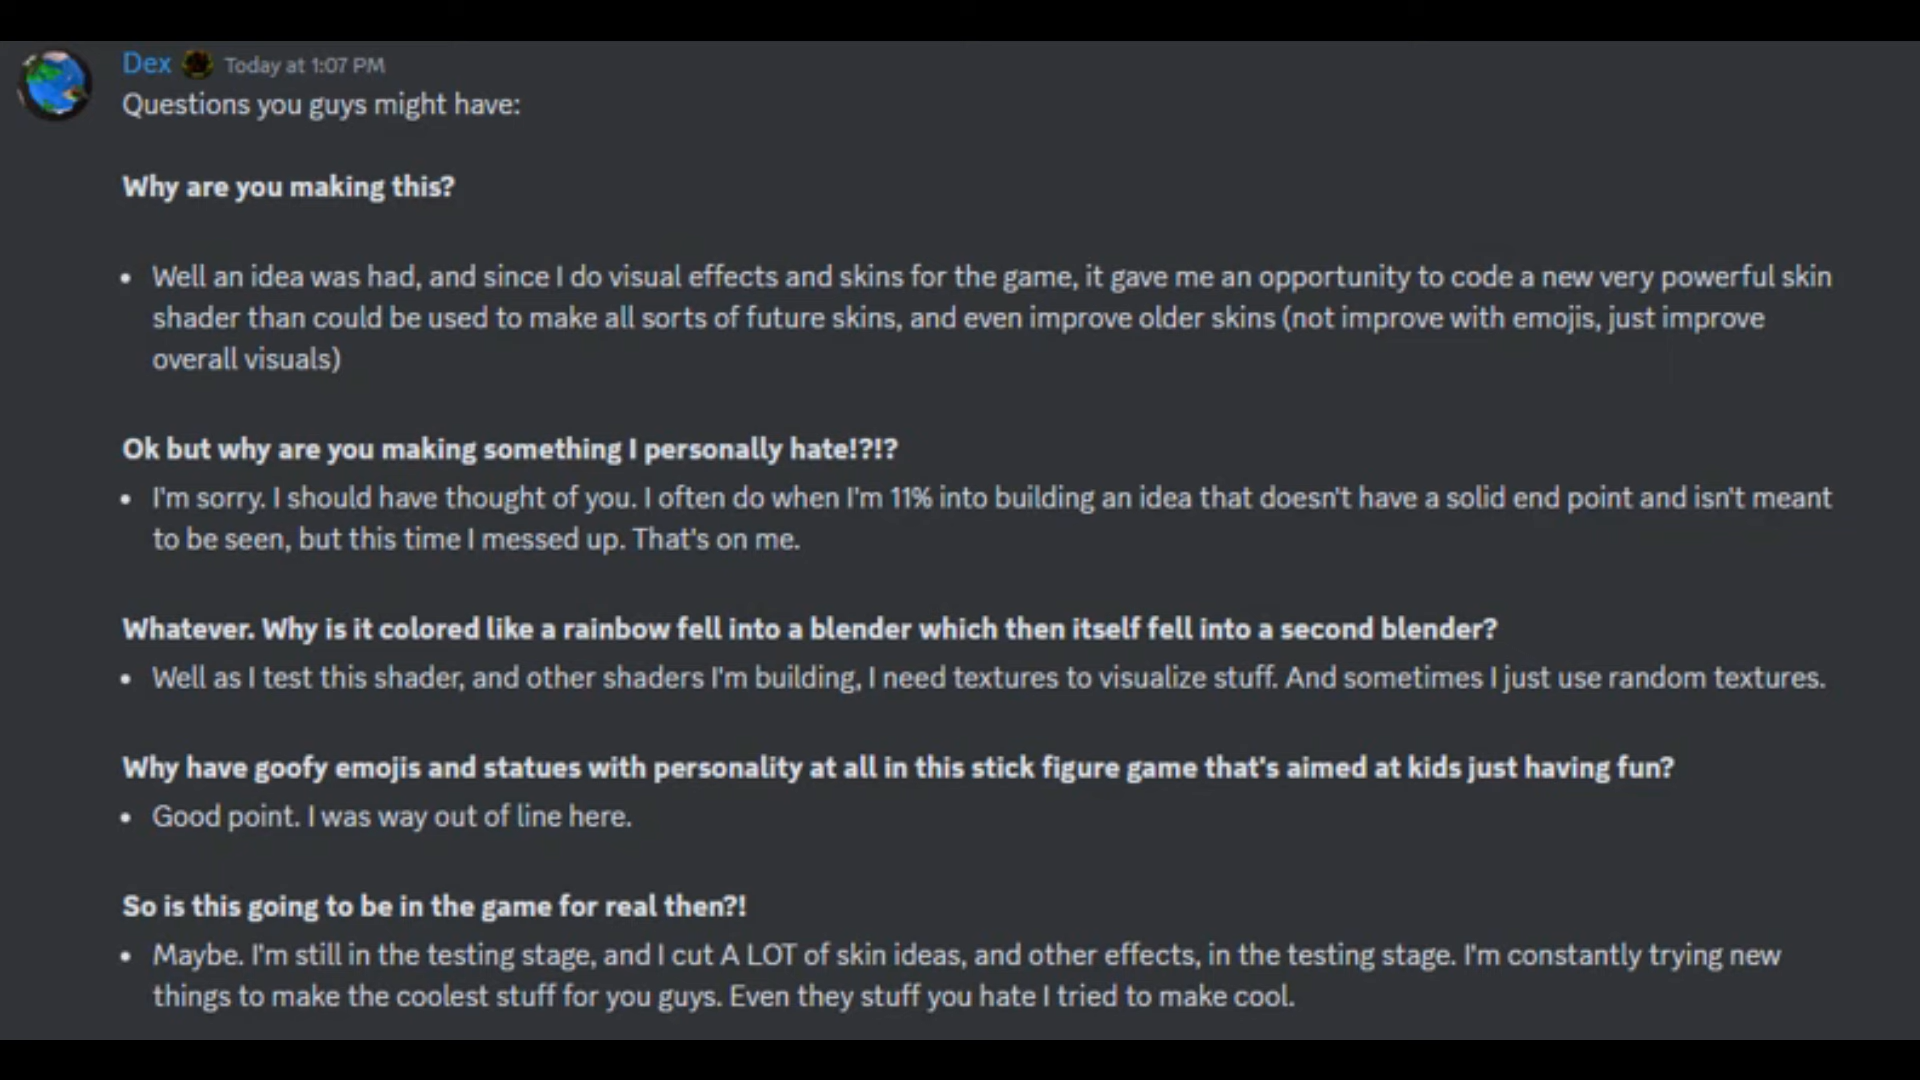 Dex Today at 1:07 PM
Questions you guys might have:
Why are you making this?
• Well an idea was had, and since I do visual effects and skins for the game, it gave me an opportunity to code a new very powerful skin
shader than could be used to make all sorts of future skins, and even improve older skins (not improve with emojis, just improve
overall visuals)
Ok but why are you making something I personally hate!?!?
• I'm sorry. I should have thought of you. I often do when I'm 11% into building an idea that doesn't have a solid end point and isn't meant
to be seen, but this time I messed up. That's on me.
Whatever. Why is it colored like a rainbow fell into a blender which then itself fell into a second blender?
• Well as I test this shader, and other shaders I'm building, I need textures to visualize stuff. And sometimes I just use random textures.
Why have goofy emojis and statues with personality at all in this stick figure game that's aimed at kids just having fun?
• Good point. I was way out of line here.
So is this going to be in the game for real then?!
• Maybe. I'm still in the testing stage, and I cut A LOT of skin ideas, and other effects, in the testing stage. I'm constantly trying new
things to make the coolest stuff for you guys. Even they stuff you hate I tried to make cool.